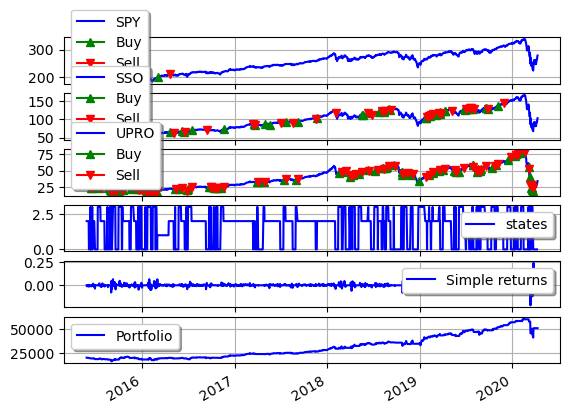 SPY
Buy
Sell
300
200
SSO
Buy
Sell
150
100
50
UPRO
Buy
Sell
75
50
25
2.5
0.0
states
0.25
0.00
Simple returns
50000
25000
Portfolio
2016
2017
2018
2019
2020